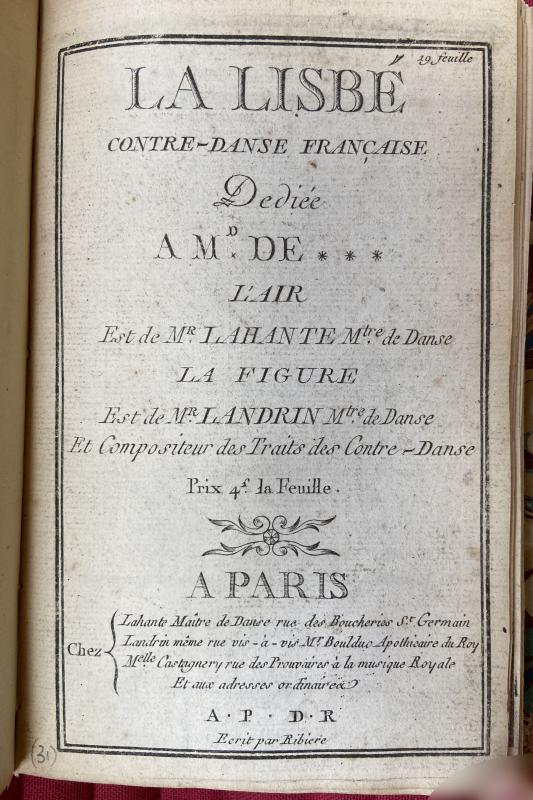 19. feuille
LA LISBE
CONTRE-DANSE FRANÇAISE
Dediée
A M.D DE * * *
L'AIR
Est de MR. LAHANTE Mtre. de Danse
LA FIGURE
Est de MR. LANDRIN Mtre. de Danse
Et Compositeur des Traits des Contre-Danse
Prix 4s. la Feuille.
A PARIS
Chez
Lahante Maître de Danse rue des Boucheries St. Germain
Landrin même rue vis-à-vis Mr. Boulduc Apothicaire du Roy
Melle Castagnery rue des Prouvaires à la musique Royale
Et aux adresses ordinaires
A · P · D · R
Ecrit par Ribiere
(31)